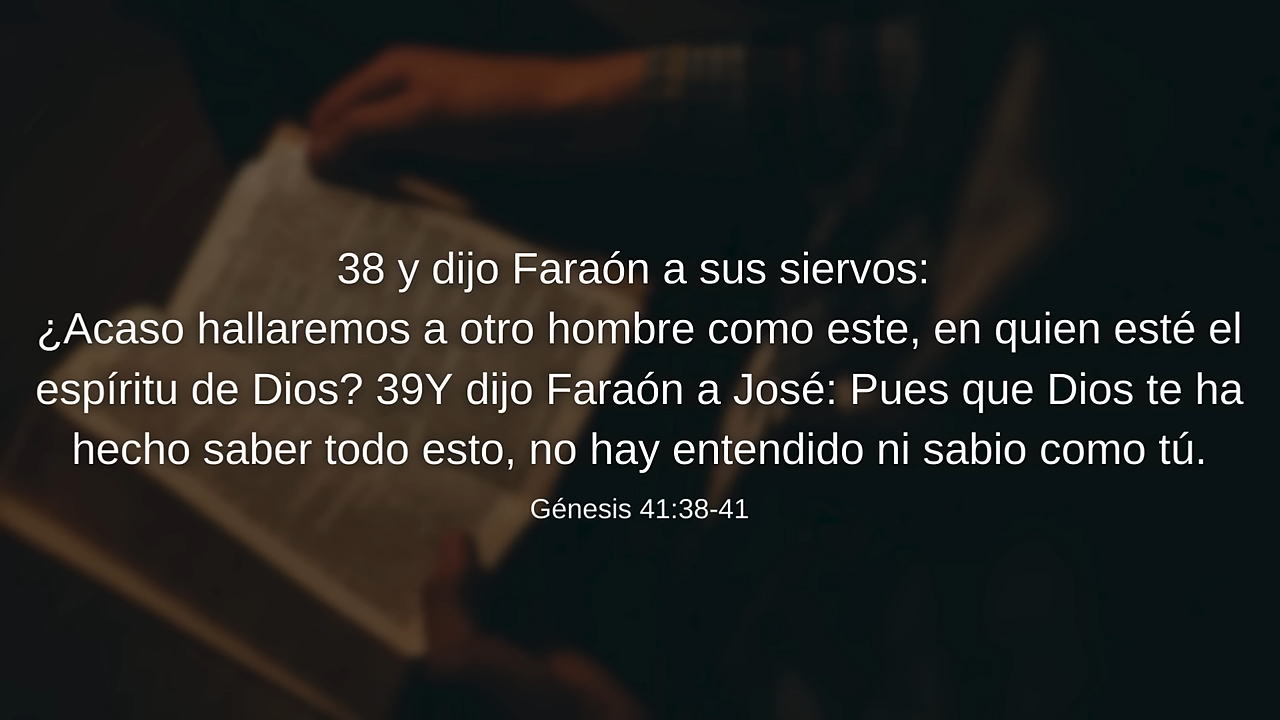 38 y dijo Faraón a sus siervos:
¿Acaso hallaremos a otro hombre como este, en quien esté el
espíritu de Dios? 39Y dijo Faraón a José: Pues que Dios te ha
hecho saber todo esto, no hay entendido ni sabio como tú.
Génesis 41:38-41